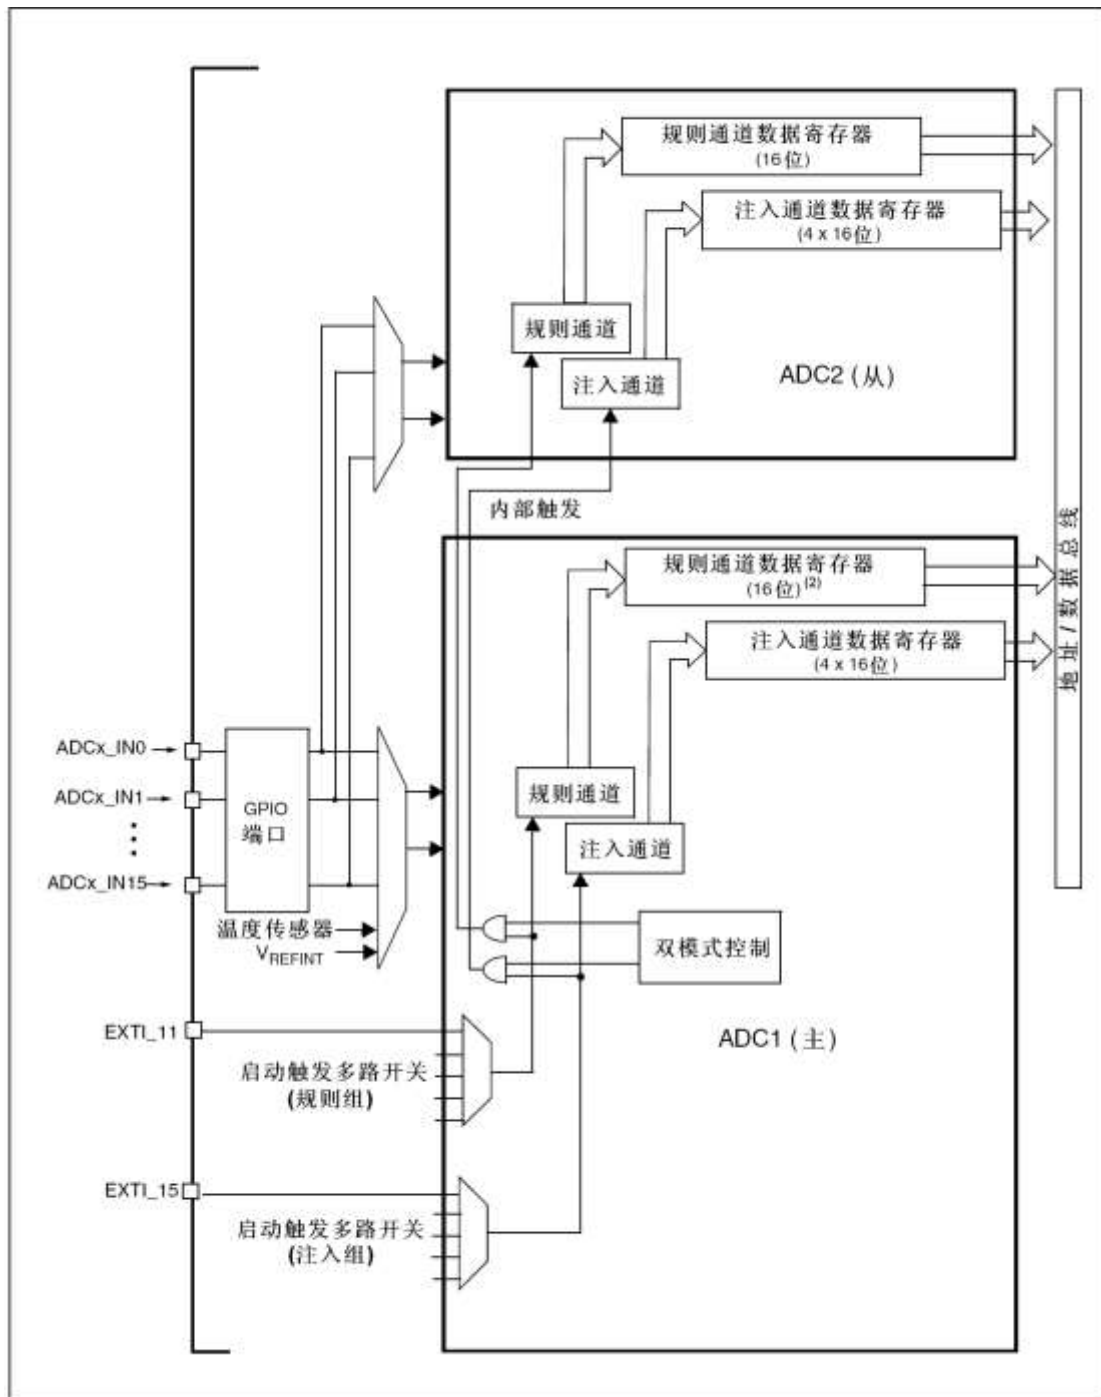 规则通道数据寄存器
(16位)
注入通道数据寄存器
(4 x 16位)
规则通道
注入通道
ADC2 (从)
内部触发
规则通道数据寄存器
(16位)(2)
注入通道数据寄存器
(4 x 16位)
地址/数据总线
ADCx_IN0
ADCx_IN1
ADCx_IN15
GPIO
端口
规则通道
注入通道
温度传感器
VREFINT
双模式控制
ADC1 (主)
EXTI_11
启动触发多路开关
(规则组)
EXTI_15
启动触发多路开关
(注入组)